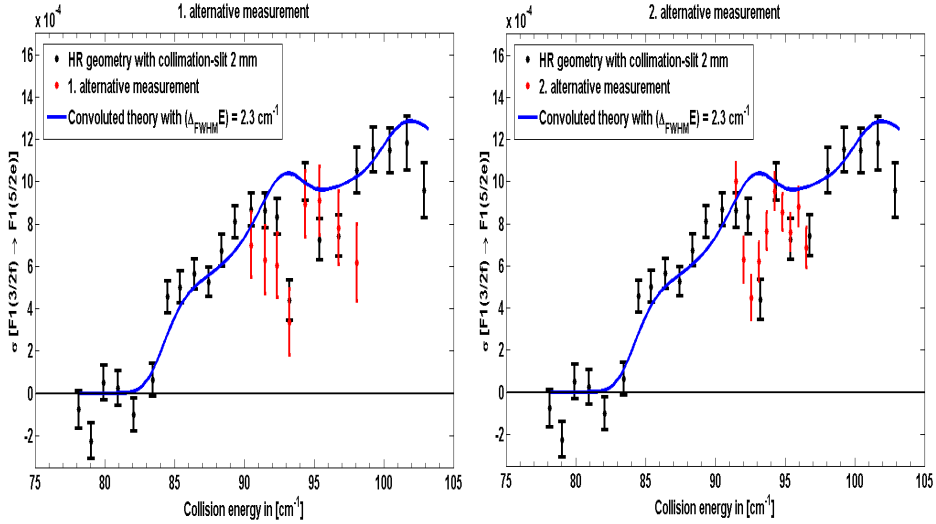 1. alternative measurement
x 10⁻⁴
HR geometry with collimation-slit 2 mm
1. alternative measurement
Convoluted theory with (Δ_FWHM E) = 2.3 cm⁻¹
σ [F1(3/2f) → F1(5/2e)]
16
14
12
10
8
6
4
2
0
-2
75 80 85 90 95 100 105
Collision energy in [cm⁻¹]
2. alternative measurement
x 10⁻⁴
HR geometry with collimation-slit 2 mm
2. alternative measurement
Convoluted theory with (Δ_FWHM E) = 2.3 cm⁻¹
σ [F1(3/2f) → F1(5/2e)]
16
14
12
10
8
6
4
2
0
-2
75 80 85 90 95 100 105
Collision energy in [cm⁻¹]